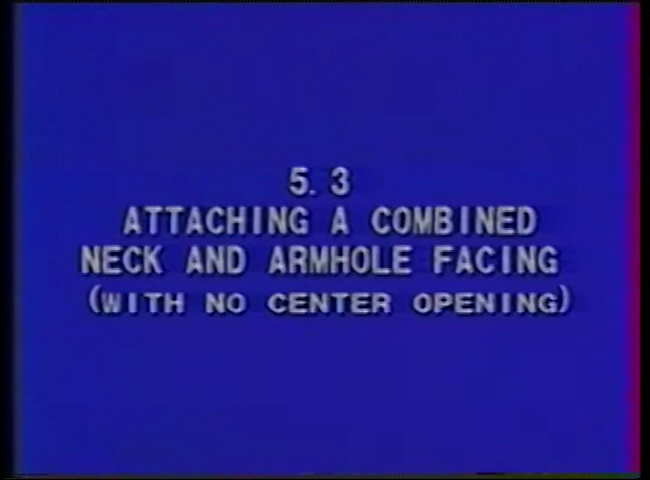 5.3
ATTACHING A COMBINED
NECK AND ARMHOLE FACING
(WITH NO CENTER OPENING)